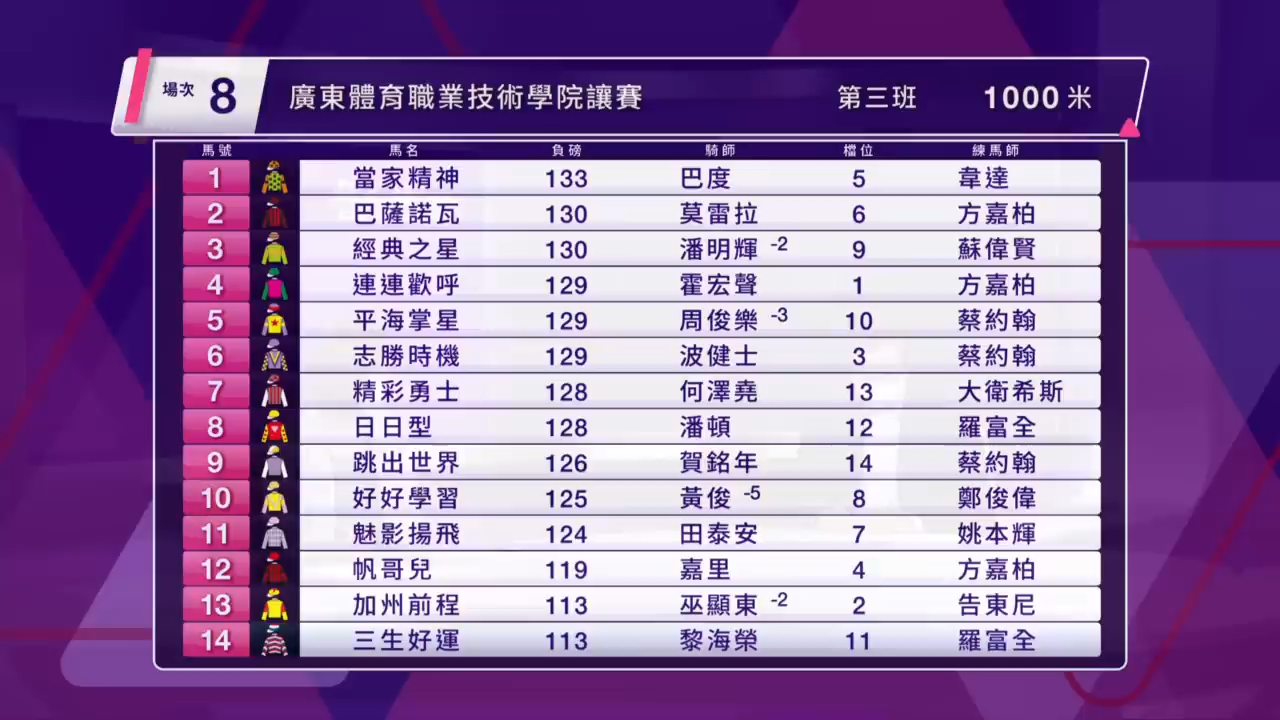 場次 8 廣東體育職業技術學院讓賽 第三班 1000 米
馬號 馬名 負磅 騎師 檔位 練馬師
1 當家精神 133 巴度 5 韋達
2 巴薩諾瓦 130 莫雷拉 6 方嘉柏
3 經典之星 130 潘明輝 -2 9 蘇偉賢
4 連連歡呼 129 霍宏聲 1 方嘉柏
5 平海掌星 129 周俊樂 -3 10 蔡約翰
6 志勝時機 129 波健士 3 蔡約翰
7 精彩勇士 128 何澤堯 13 大衛希斯
8 日日型 128 潘頓 12 羅富全
9 跳出世界 126 賀銘年 14 蔡約翰
10 好好學習 125 黃俊 -5 8 鄭俊偉
11 魅影揚飛 124 田泰安 7 姚本輝
12 帆哥兒 119 嘉里 4 方嘉柏
13 加州前程 113 巫顯東 -2 2 告東尼
14 三生好運 113 黎海榮 11 羅富全